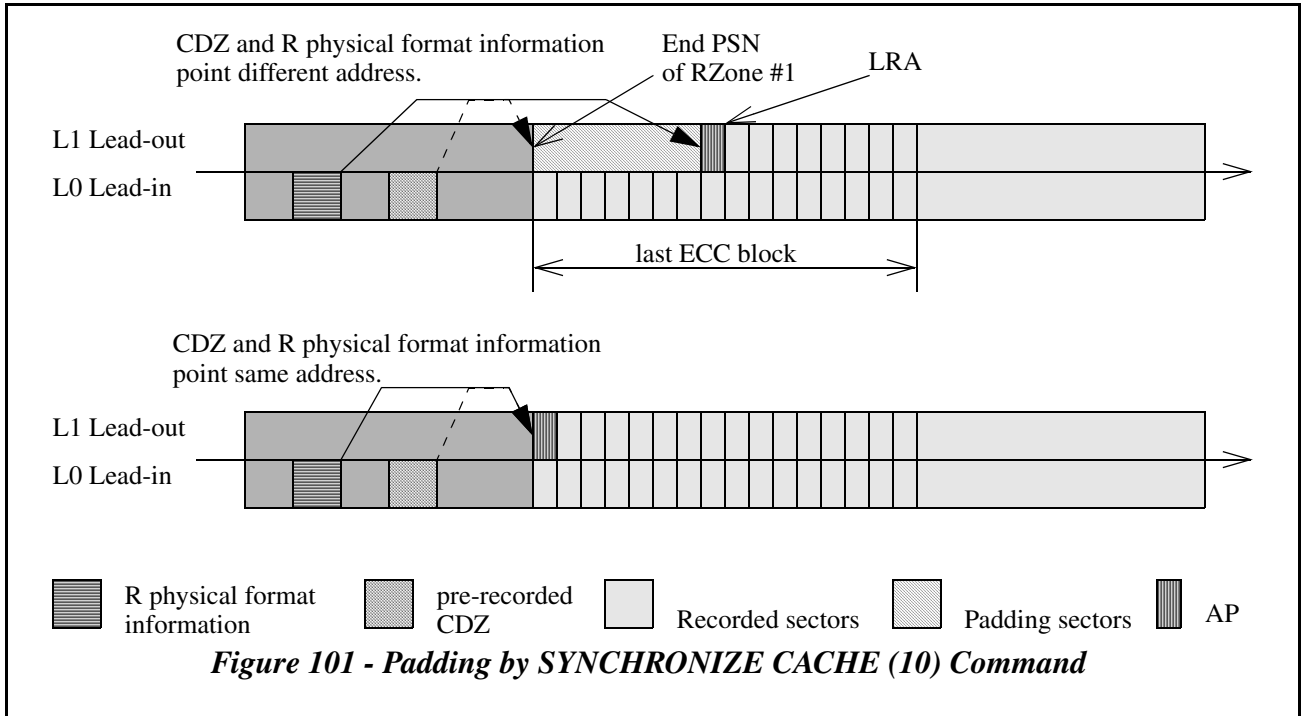 CDZ and R physical format information
point different address.
End PSN
of RZone #1
LRA
L1 Lead-out
L0 Lead-in
last ECC block
CDZ and R physical format information
point same address.
L1 Lead-out
L0 Lead-in
R physical format
information
pre-recorded
CDZ
Recorded sectors
Padding sectors
AP
Figure 101 - Padding by SYNCHRONIZE CACHE (10) Command